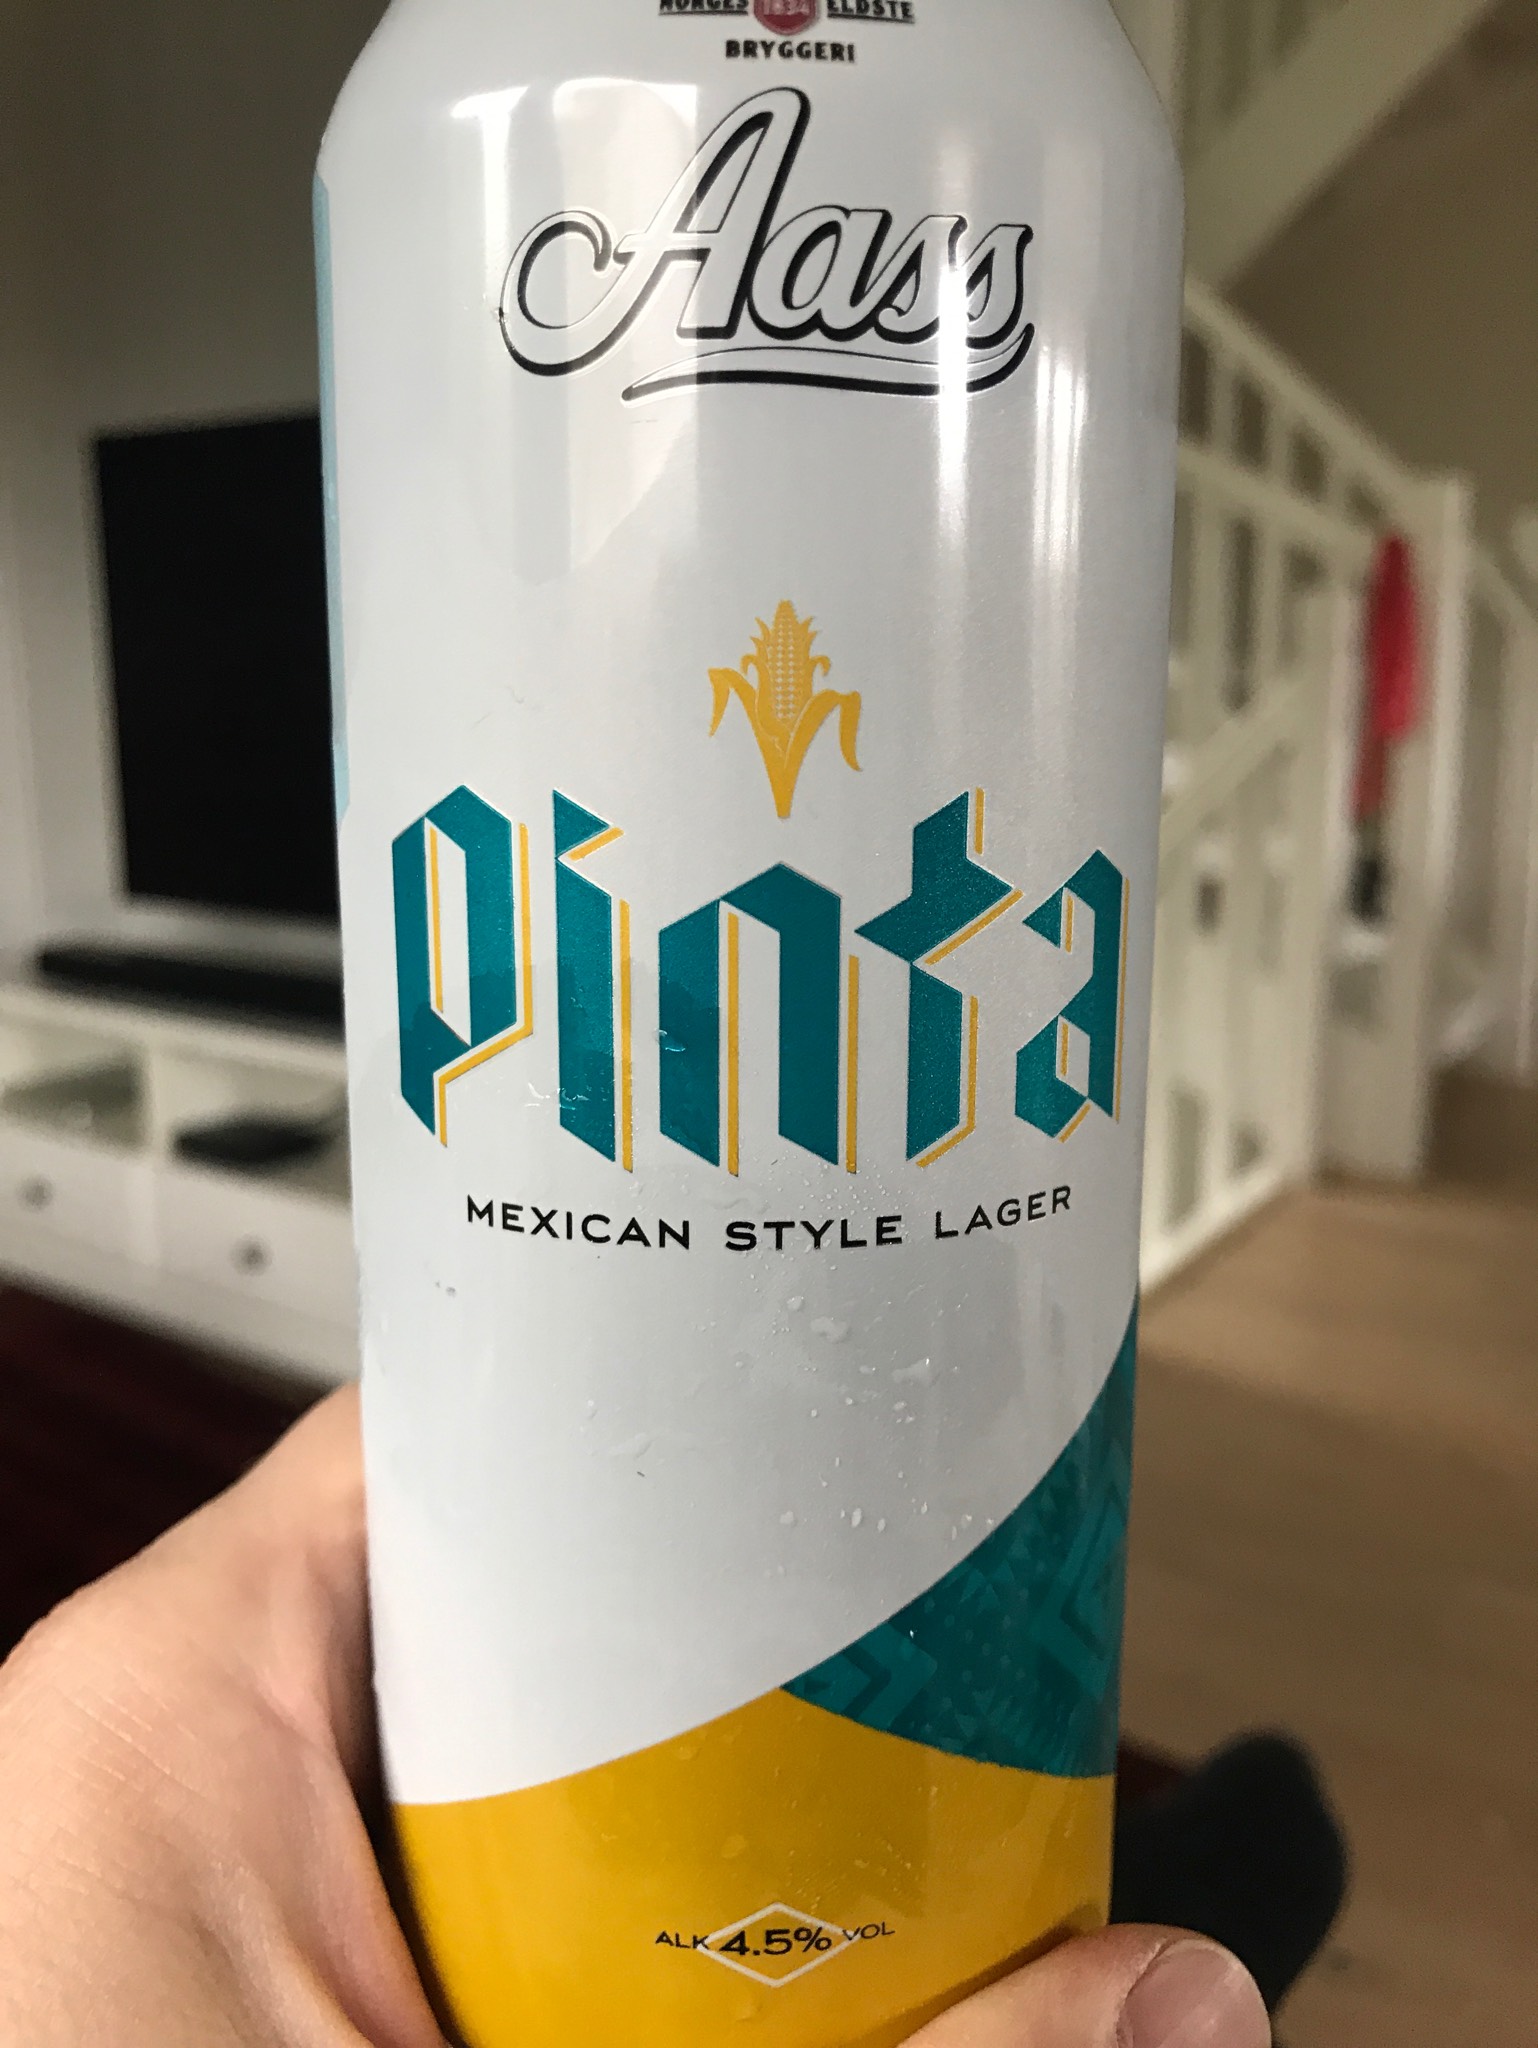 NORGES 1834 ELDSTE
BRYGGERI
Aass
Pinta
MEXICAN STYLE LAGER
ALK 4.5% VOL